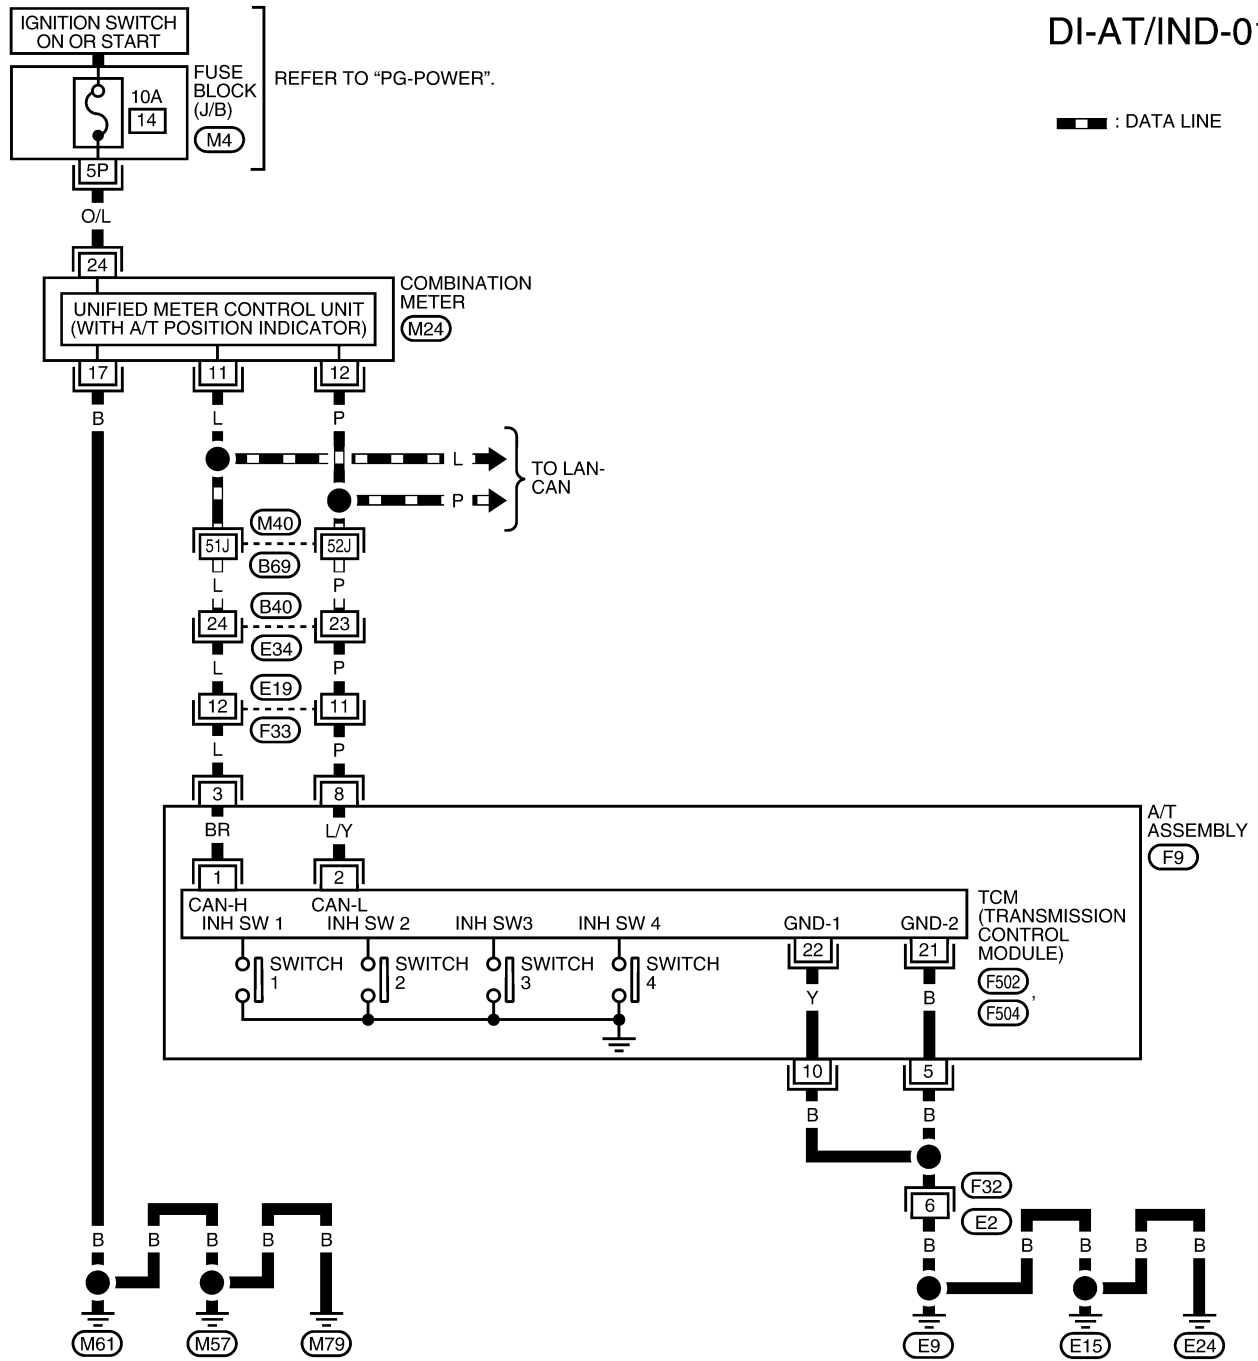 IGNITION SWITCH
ON OR START
DI-AT/IND-01
FUSE
BLOCK
(J/B)
M4
10A
14
REFER TO “PG-POWER”.
: DATA LINE
5P
O/L
24
COMBINATION
METER
M24
UNIFIED METER CONTROL UNIT
(WITH A/T POSITION INDICATOR)
17
11
12
B
L
P
L
P
TO LAN-
CAN
M40
51J
52J
B69
L
P
B40
24
23
E34
L
P
E19
12
11
F33
L
P
3
8
A/T
ASSEMBLY
F9
BR
L/Y
1
2
CAN-H
CAN-L
INH SW 1
INH SW 2
INH SW3
INH SW 4
GND-1
GND-2
TCM
(TRANSMISSION
CONTROL
MODULE)
F502
,
F504
22
21
SWITCH
1
SWITCH
2
SWITCH
3
SWITCH
4
Y
B
10
5
B
B
F32
6
E2
B
B
B
B
B
B
B
B
B
B
M61
M57
M79
E9
E15
E24